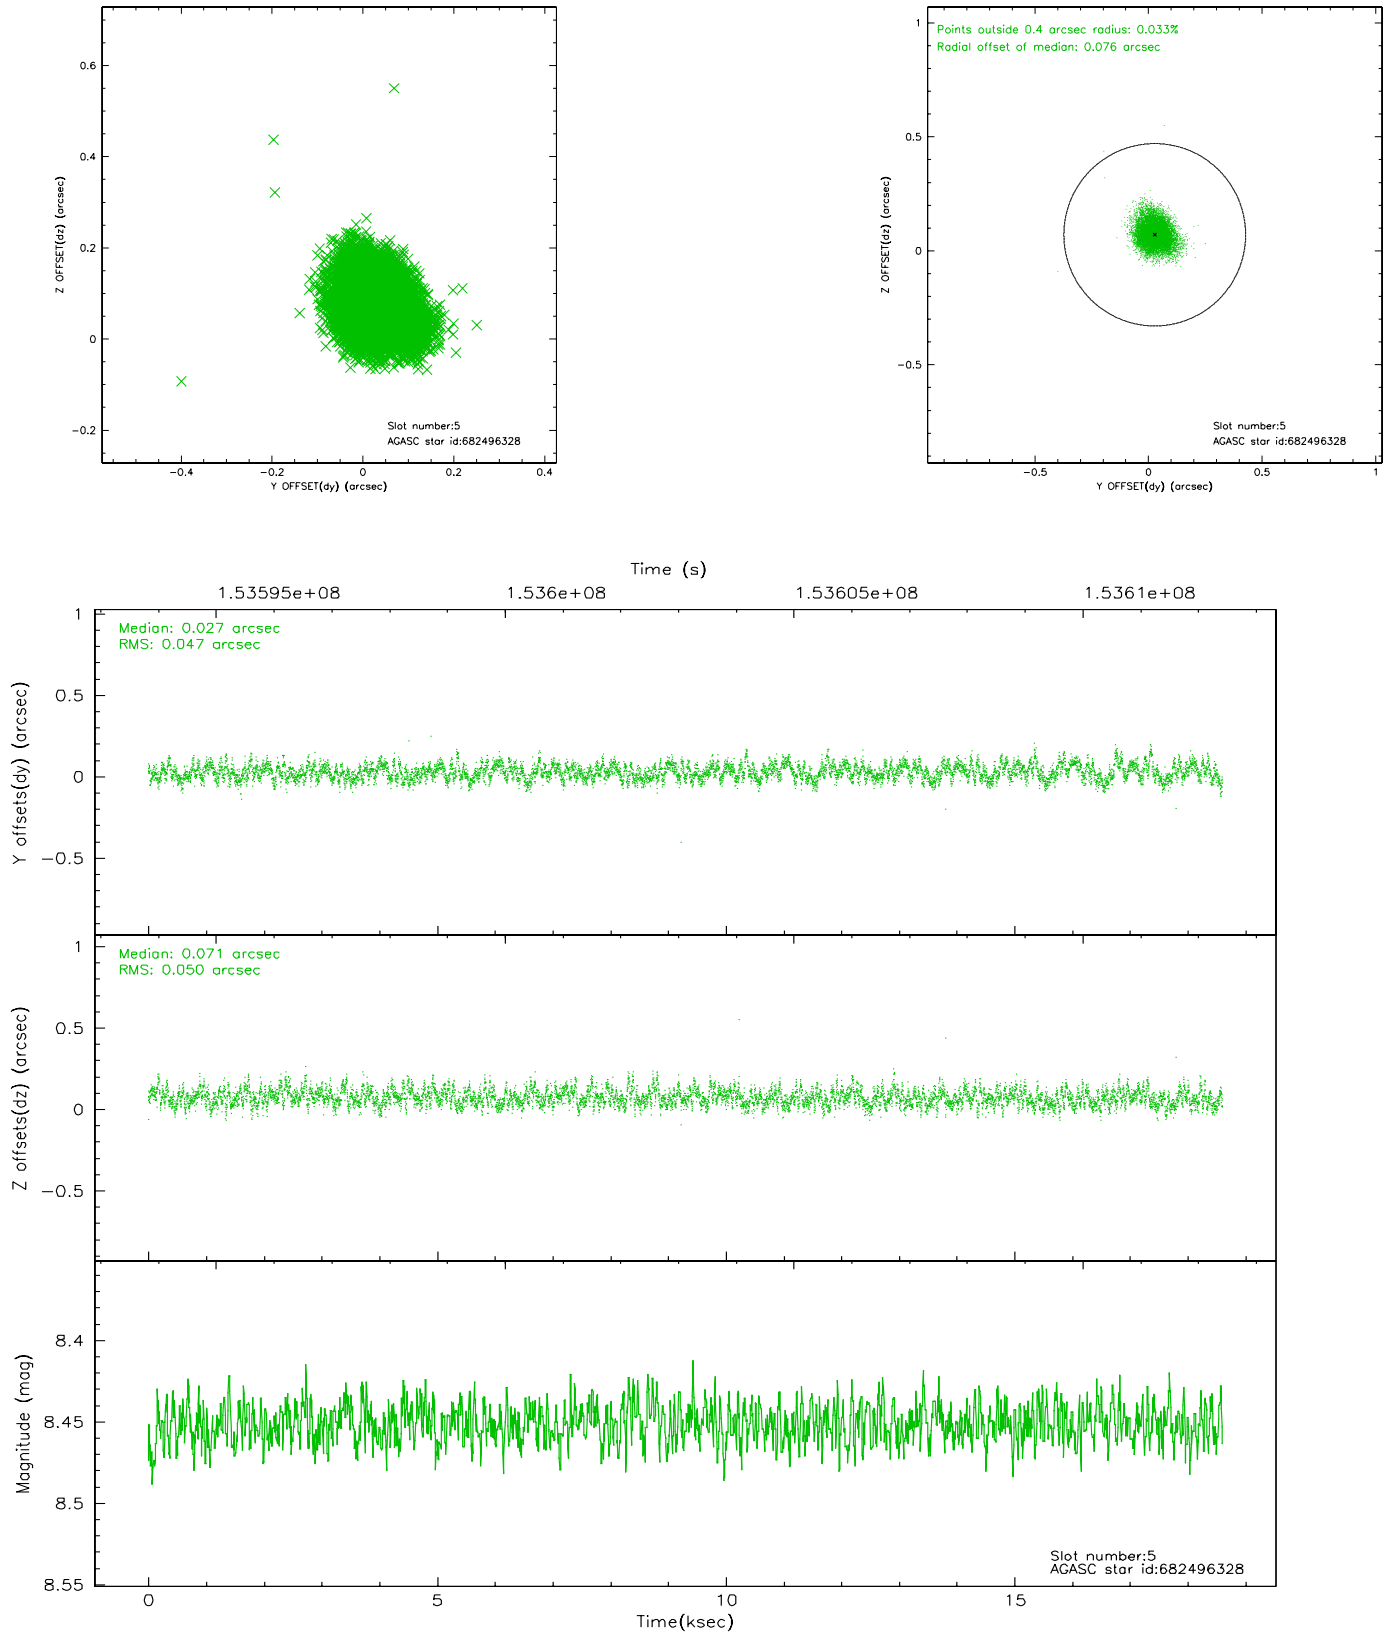 0.6
0.4
0.2
0
−0.2
Z OFFSET(dz) (arcsec)
Slot number:5
AGASC star id:682496328
−0.4 −0.2 0 0.2 0.4
Y OFFSET(dy) (arcsec)
Points outside 0.4 arcsec radius: 0.033%
Radial offset of median: 0.076 arcsec
1
0.5
0
−0.5
Z OFFSET(dz) (arcsec)
Slot number:5
AGASC star id:682496328
−0.5 0 0.5 1
Y OFFSET(dy) (arcsec)
Time (s)
1.53595e+08 1.536e+08 1.53605e+08 1.5361e+08
Median: 0.027 arcsec
RMS: 0.047 arcsec
1
0.5
0
−0.5
Y offsets(dy) (arcsec)
Median: 0.071 arcsec
RMS: 0.050 arcsec
1
0.5
0
−0.5
Z offsets(dz) (arcsec)
8.4
8.45
8.5
8.55
Magnitude (mag)
Slot number:5
AGASC star id:682496328
0 5 10 15
Time(ksec)